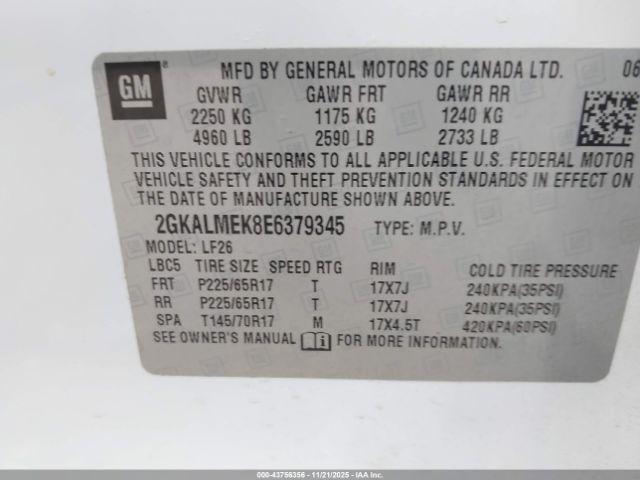 GM
MFD BY GENERAL MOTORS OF CANADA LTD. 06
GVWR GAWR FRT GAWR RR
2250 KG 1175 KG 1240 KG
4960 LB 2590 LB 2733 LB
THIS VEHICLE CONFORMS TO ALL APPLICABLE U.S. FEDERAL MOTOR
VEHICLE SAFETY AND THEFT PREVENTION STANDARDS IN EFFECT ON
THE DATE OF MANUFACTURE SHOWN ABOVE.
2GKALMEK8E6379345 TYPE: M.P.V.
MODEL: LF26
LBC5 TIRE SIZE SPEED RTG RIM COLD TIRE PRESSURE
FRT P225/65R17 T 17X7J 240KPA(35PSI)
RR P225/65R17 T 17X7J 240KPA(35PSI)
SPA T145/70R17 M 17X4.5T 420KPA(60PSI)
SEE OWNER'S MANUAL i FOR MORE INFORMATION.
000-43756356 - 11/21/2025 - IAAI.com